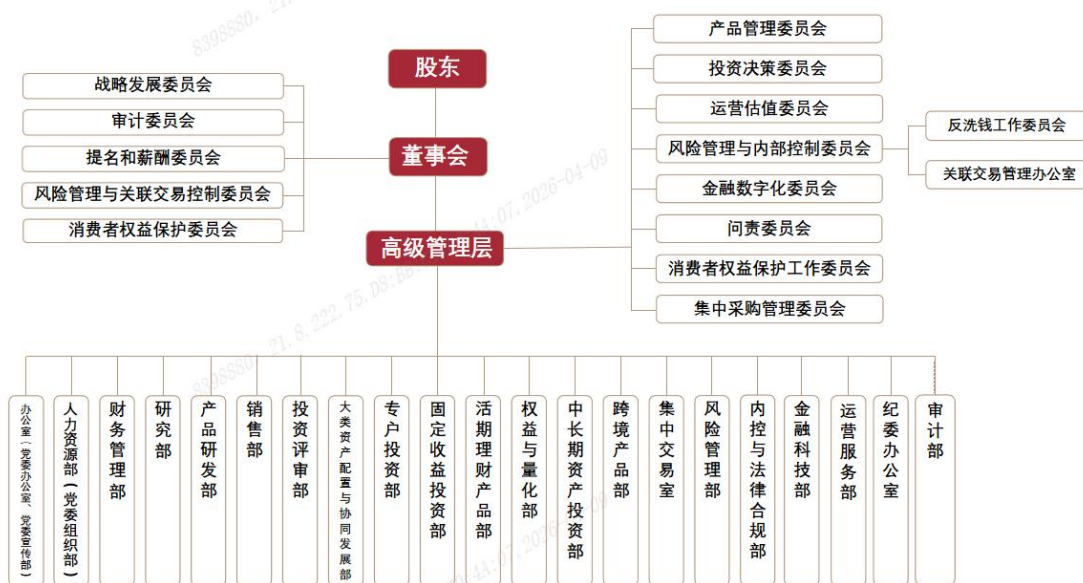 股东
董事会
高级管理层
战略发展委员会
审计委员会
提名和薪酬委员会
风险管理与关联交易控制委员会
消费者权益保护委员会
产品管理委员会
投资决策委员会
运营估值委员会
风险管理与内部控制委员会
金融数字化委员会
问责委员会
消费者权益保护工作委员会
集中采购管理委员会
反洗钱工作委员会
关联交易管理办公室
办公室（党委办公室、党委宣传部）
人力资源部（党委组织部）
财务管理部
研究部
产品研发部
销售部
投资评审部
大类资产配置与协同发展部
专户投资部
固定收益投资部
活期理财产品部
权益与量化部
中长期资产投资部
跨境产品部
集中交易室
风险管理部
内控与法律合规部
金融科技部
运营服务部
纪委办公室
审计部